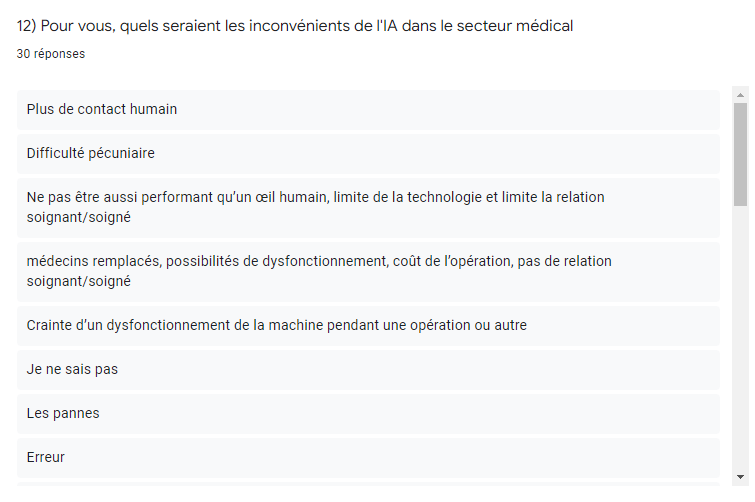 12) Pour vous, quels seraient les inconvénients de l'IA dans le secteur médical
30 réponses
Plus de contact humain
Difficulté pécuniaire
Ne pas être aussi performant qu’un œil humain, limite de la technologie et limite la relation
soignant/soigné
médecins remplacés, possibilités de dysfonctionnement, coût de l’opération, pas de relation
soignant/soigné
Crainte d’un dysfonctionnement de la machine pendant une opération ou autre
Je ne sais pas
Les pannes
Erreur